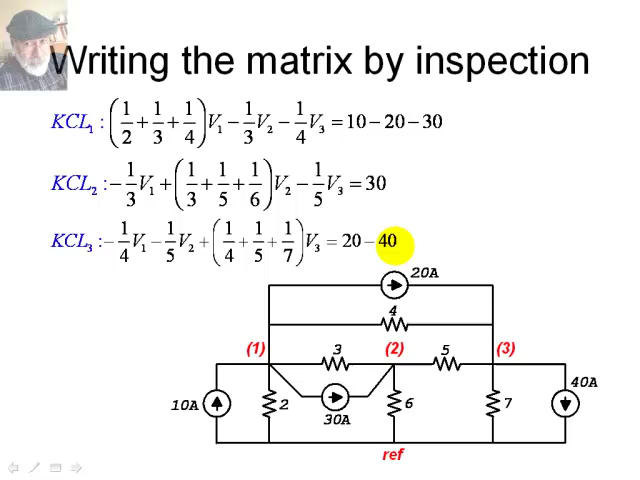 Writing the matrix by inspection
KCL₁ : (1/2 + 1/3 + 1/4)V₁ − 1/3 V₂ − 1/4 V₃ = 10 − 20 − 30
KCL₂ : − 1/3 V₁ + (1/3 + 1/5 + 1/6)V₂ − 1/5 V₃ = 30
KCL₃ : − 1/4 V₁ − 1/5 V₂ + (1/4 + 1/5 + 1/7)V₃ = 20 − 40
20A
4
(1) 3 (2) 5 (3)
10A 2 30A 6 7 40A
ref